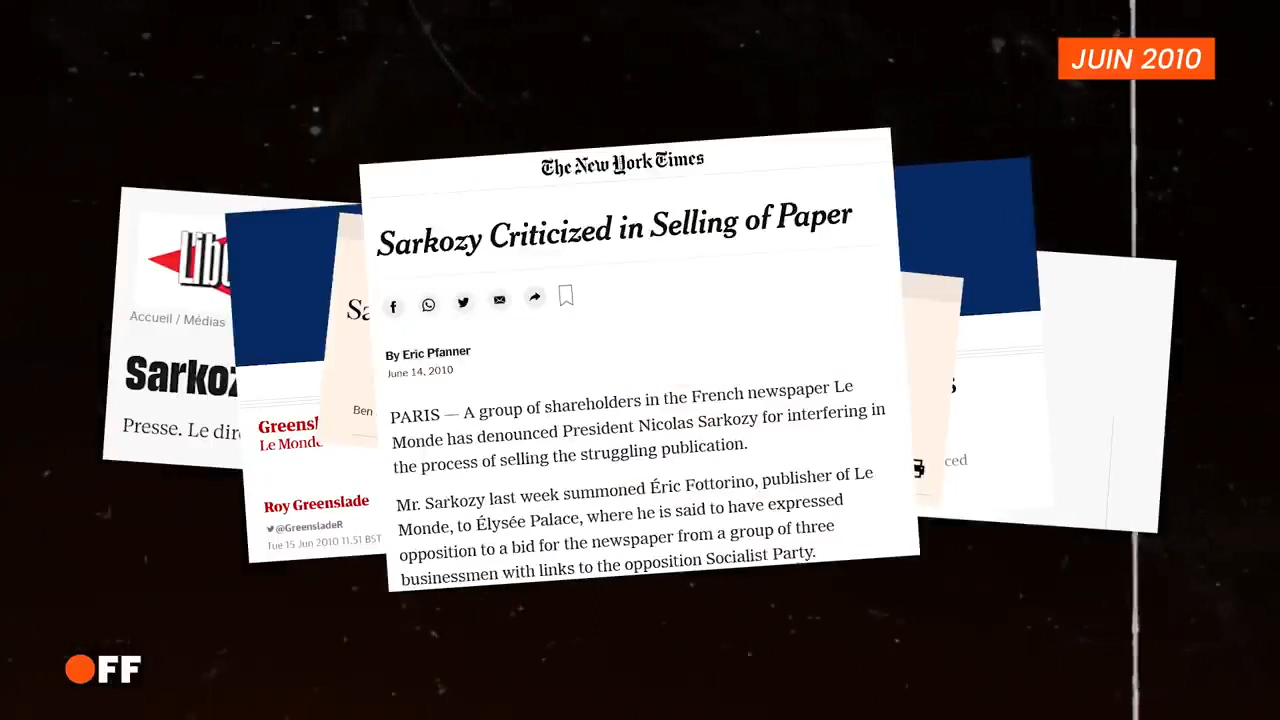 JUIN 2010
The New York Times
Sarkozy Criticized in Selling of Paper
By Eric Pfanner
June 14, 2010
PARIS — A group of shareholders in the French newspaper Le
Monde has denounced President Nicolas Sarkozy for interfering in
the process of selling the struggling publication.
Mr. Sarkozy last week summoned Éric Fottorino, publisher of Le
Monde, to Élysée Palace, where he is said to have expressed
opposition to a bid for the newspaper from a group of three
businessmen with links to the opposition Socialist Party.
Accueil / Médias
Presse. Le
Le Monde
Roy Greenslade
@GreensladeR
Tue 15 Jun 2010 11.51 BST
Ben
OFF